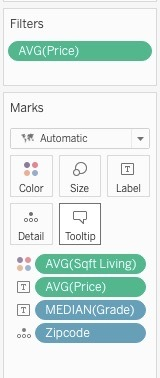 Filters
AVG(Price)
Marks
Automatic
Color Size Label
Detail Tooltip
AVG(Sqft Living)
T AVG(Price)
T MEDIAN(Grade)
Zipcode